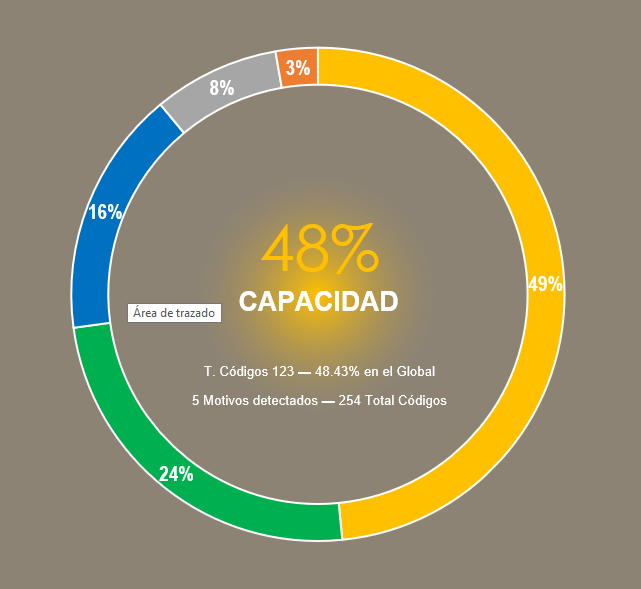 3%
8%
16%
48%
49%
CAPACIDAD
Área de trazado
T. Códigos 123 — 48.43% en el Global
5 Motivos detectados — 254 Total Códigos
24%